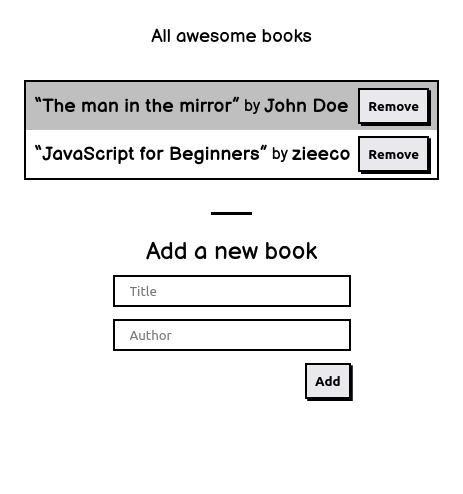 All awesome books
“The man in the mirror” by John Doe Remove
“JavaScript for Beginners” by zieeco Remove
Add a new book
Title
Author
Add